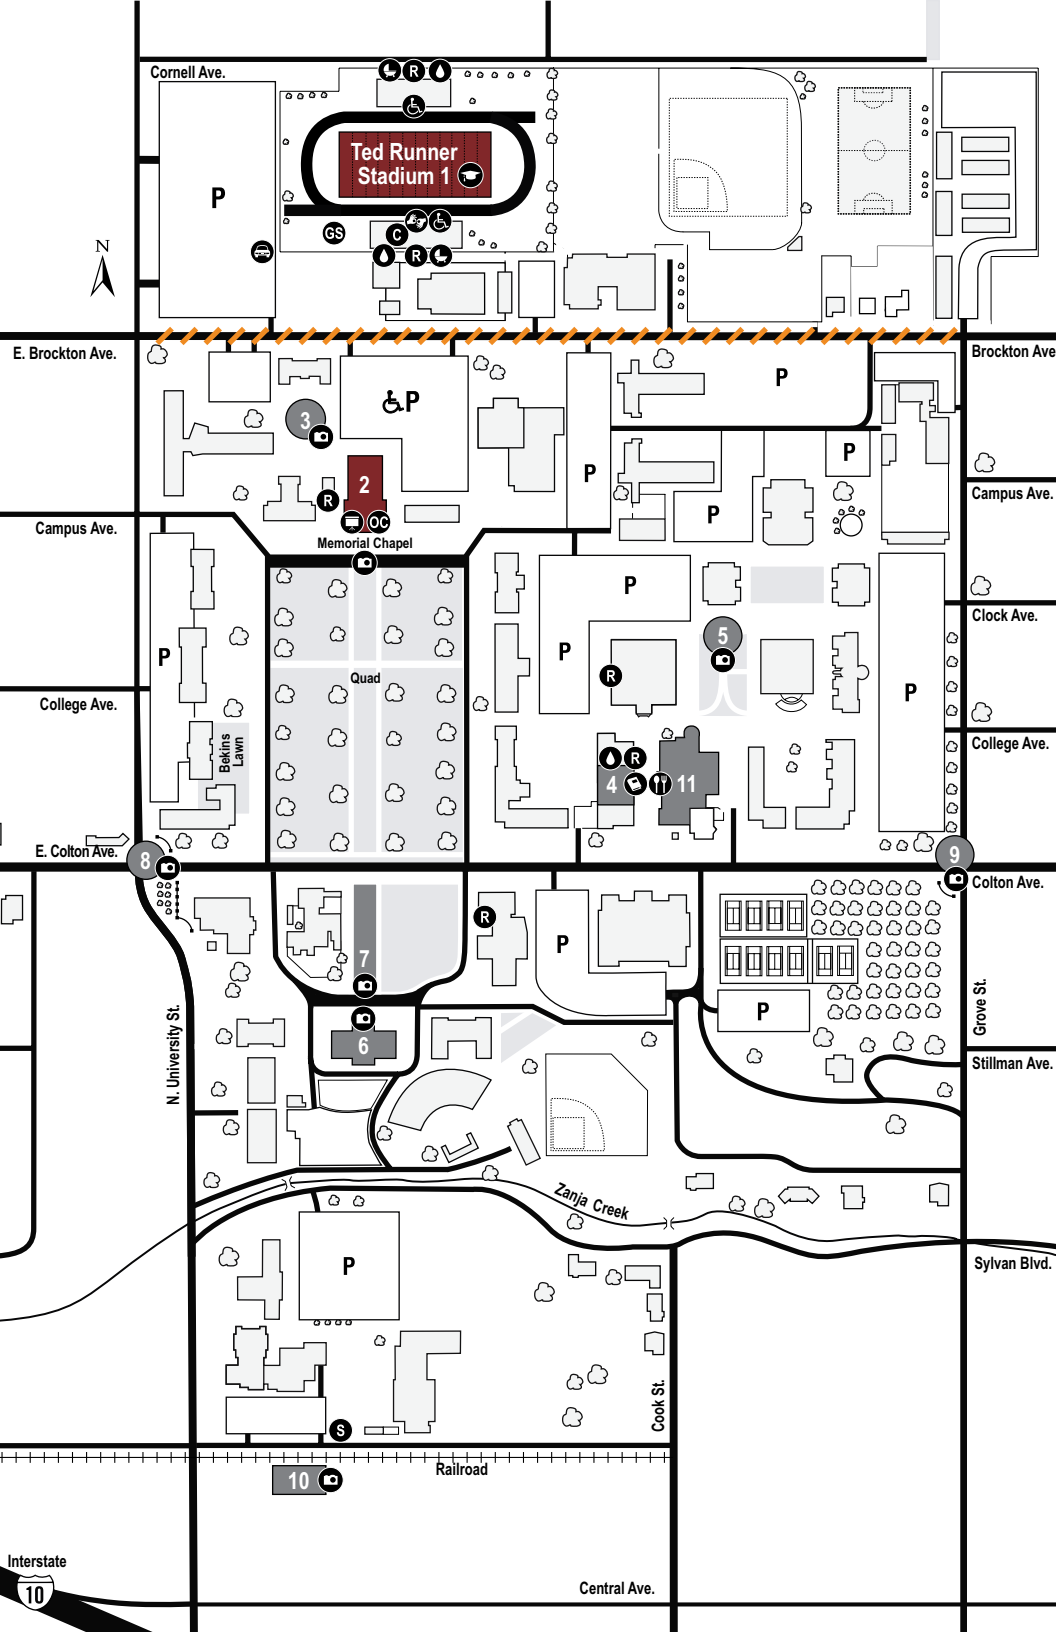 Cornell Ave.
R
Ted Runner
Stadium 1
P
GS
C
R
N
E. Brockton Ave.
Brockton Ave
P
P
3
P
P
2
R
OC
P
Campus Ave.
Campus Ave.
Memorial Chapel
P
Clock Ave.
5
P
P
R
Quad
P
College Ave.
College Ave.
Bekins
Lawn
R
4
11
E. Colton Ave.
8
9
Colton Ave.
R
P
7
P
6
N. University St.
Grove St.
Stillman Ave.
Zanja Creek
P
Sylvan Blvd.
Cook St.
S
Railroad
10
Interstate
10
Central Ave.